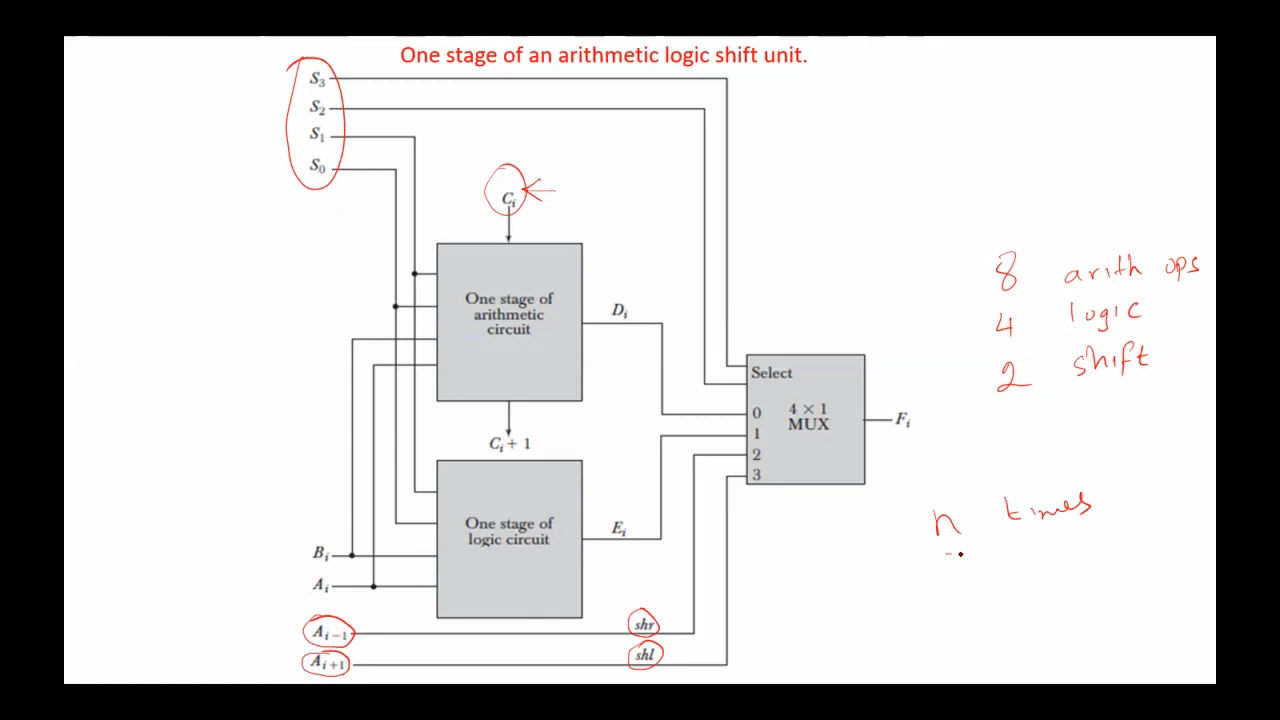 One stage of an arithmetic logic shift unit.
S3
S2
S1
S0
Ci
One stage of
arithmetic
circuit
Di
Ci + 1
Select
0
4 × 1
MUX
1
2
3
Fi
One stage of
logic circuit
Ei
Bi
Ai
Ai−1
shr
Ai+1
shl
8 arith ops
4 logic
2 shift
n times